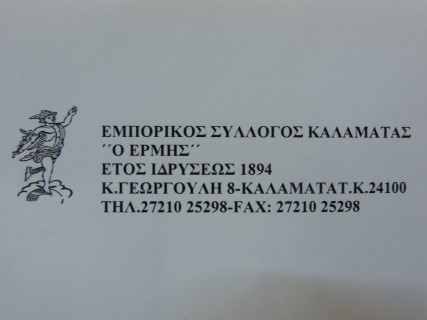 ΕΜΠΟΡΙΚΟΣ ΣΥΛΛΟΓΟΣ ΚΑΛΑΜΑΤΑΣ
΄΄Ο ΕΡΜΗΣ΄΄
ΕΤΟΣ ΙΔΡΥΣΕΩΣ 1894
Κ.ΓΕΩΡΓΟΥΛΗ 8-ΚΑΛΑΜΑΤΑΤ.Κ.24100
ΤΗΛ.27210 25298-FAX: 27210 25298